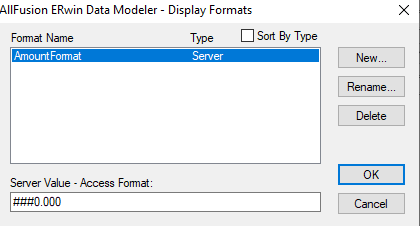 AllFusion ERwin Data Modeler - Display Formats
Format Name Type Sort By Type
AmountFormat Server
New...
Rename...
Delete
OK
Server Value - Access Format:
###0.000
Cancel